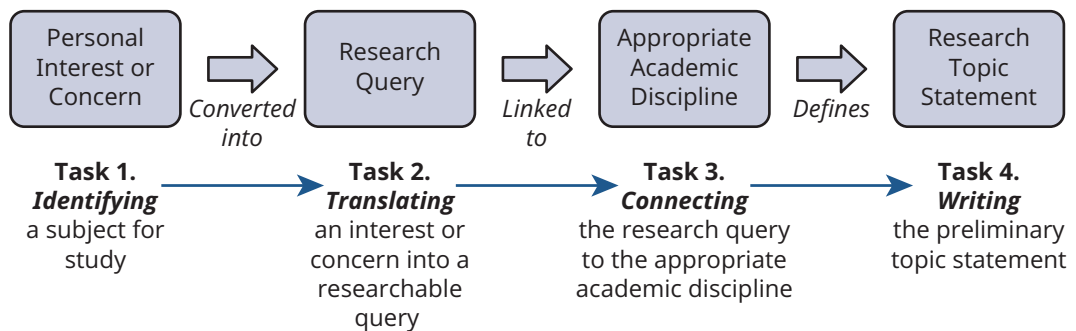 Personal
Interest or
Concern
Converted
into
Research
Query
Linked
to
Appropriate
Academic
Discipline
Defines
Research
Topic
Statement
Task 1.
Identifying
a subject for
study
Task 2.
Translating
an interest or
concern into a
researchable
query
Task 3.
Connecting
the research query
to the appropriate
academic discipline
Task 4.
Writing
the preliminary
topic statement